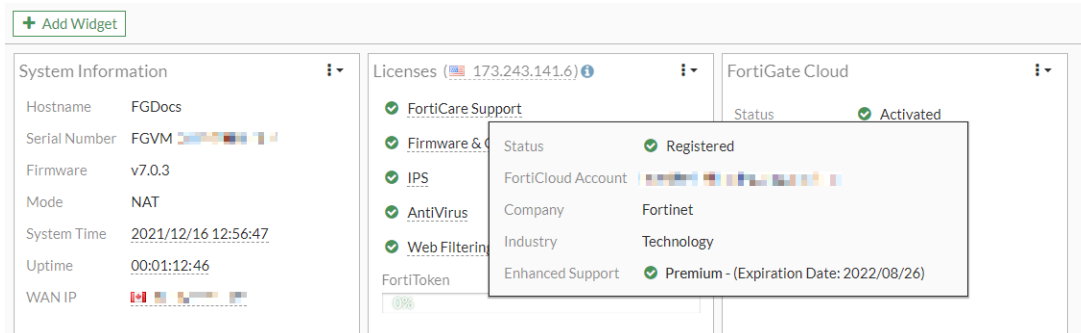 Add Widget
System Information
Hostname FGDocs
Serial Number FGVM
Firmware v7.0.3
Mode NAT
System Time 2021/12/16 12:56:47
Uptime 00:01:12:46
WAN IP
Licenses ( 173.243.141.6)
FortiCare Support
Firmware &
IPS
AntiVirus
Web Filtering
FortiToken
0%
FortiGate Cloud
Status Activated
Status Registered
FortiCloud Account
Company Fortinet
Industry Technology
Enhanced Support Premium - (Expiration Date: 2022/08/26)